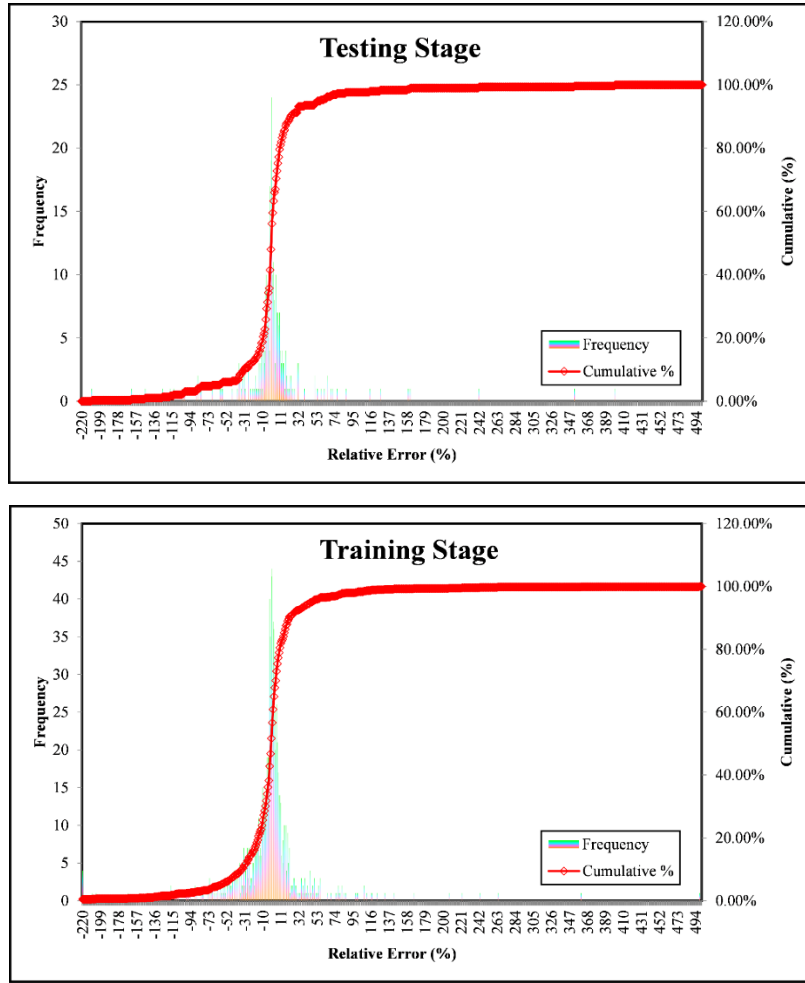 Testing Stage
30
25
20
15
10
5
0
Frequency
120.00%
100.00%
80.00%
60.00%
40.00%
20.00%
0.00%
Cumulative (%)
Frequency
Cumulative %
-220 -199 -178 -157 -136 -115 -94 -73 -52 -31 -10 11 32 53 74 95 116 137 158 179 200 221 242 263 284 305 326 347 368 389 410 431 452 473 494
Relative Error (%)
Training Stage
50
45
40
35
30
25
20
15
10
5
0
Frequency
120.00%
100.00%
80.00%
60.00%
40.00%
20.00%
0.00%
Cumulative (%)
Frequency
Cumulative %
-220 -199 -178 -157 -136 -115 -94 -73 -52 -31 -10 11 32 53 74 95 116 137 158 179 200 221 242 263 284 305 326 347 368 389 410 431 452 473 494
Relative Error (%)